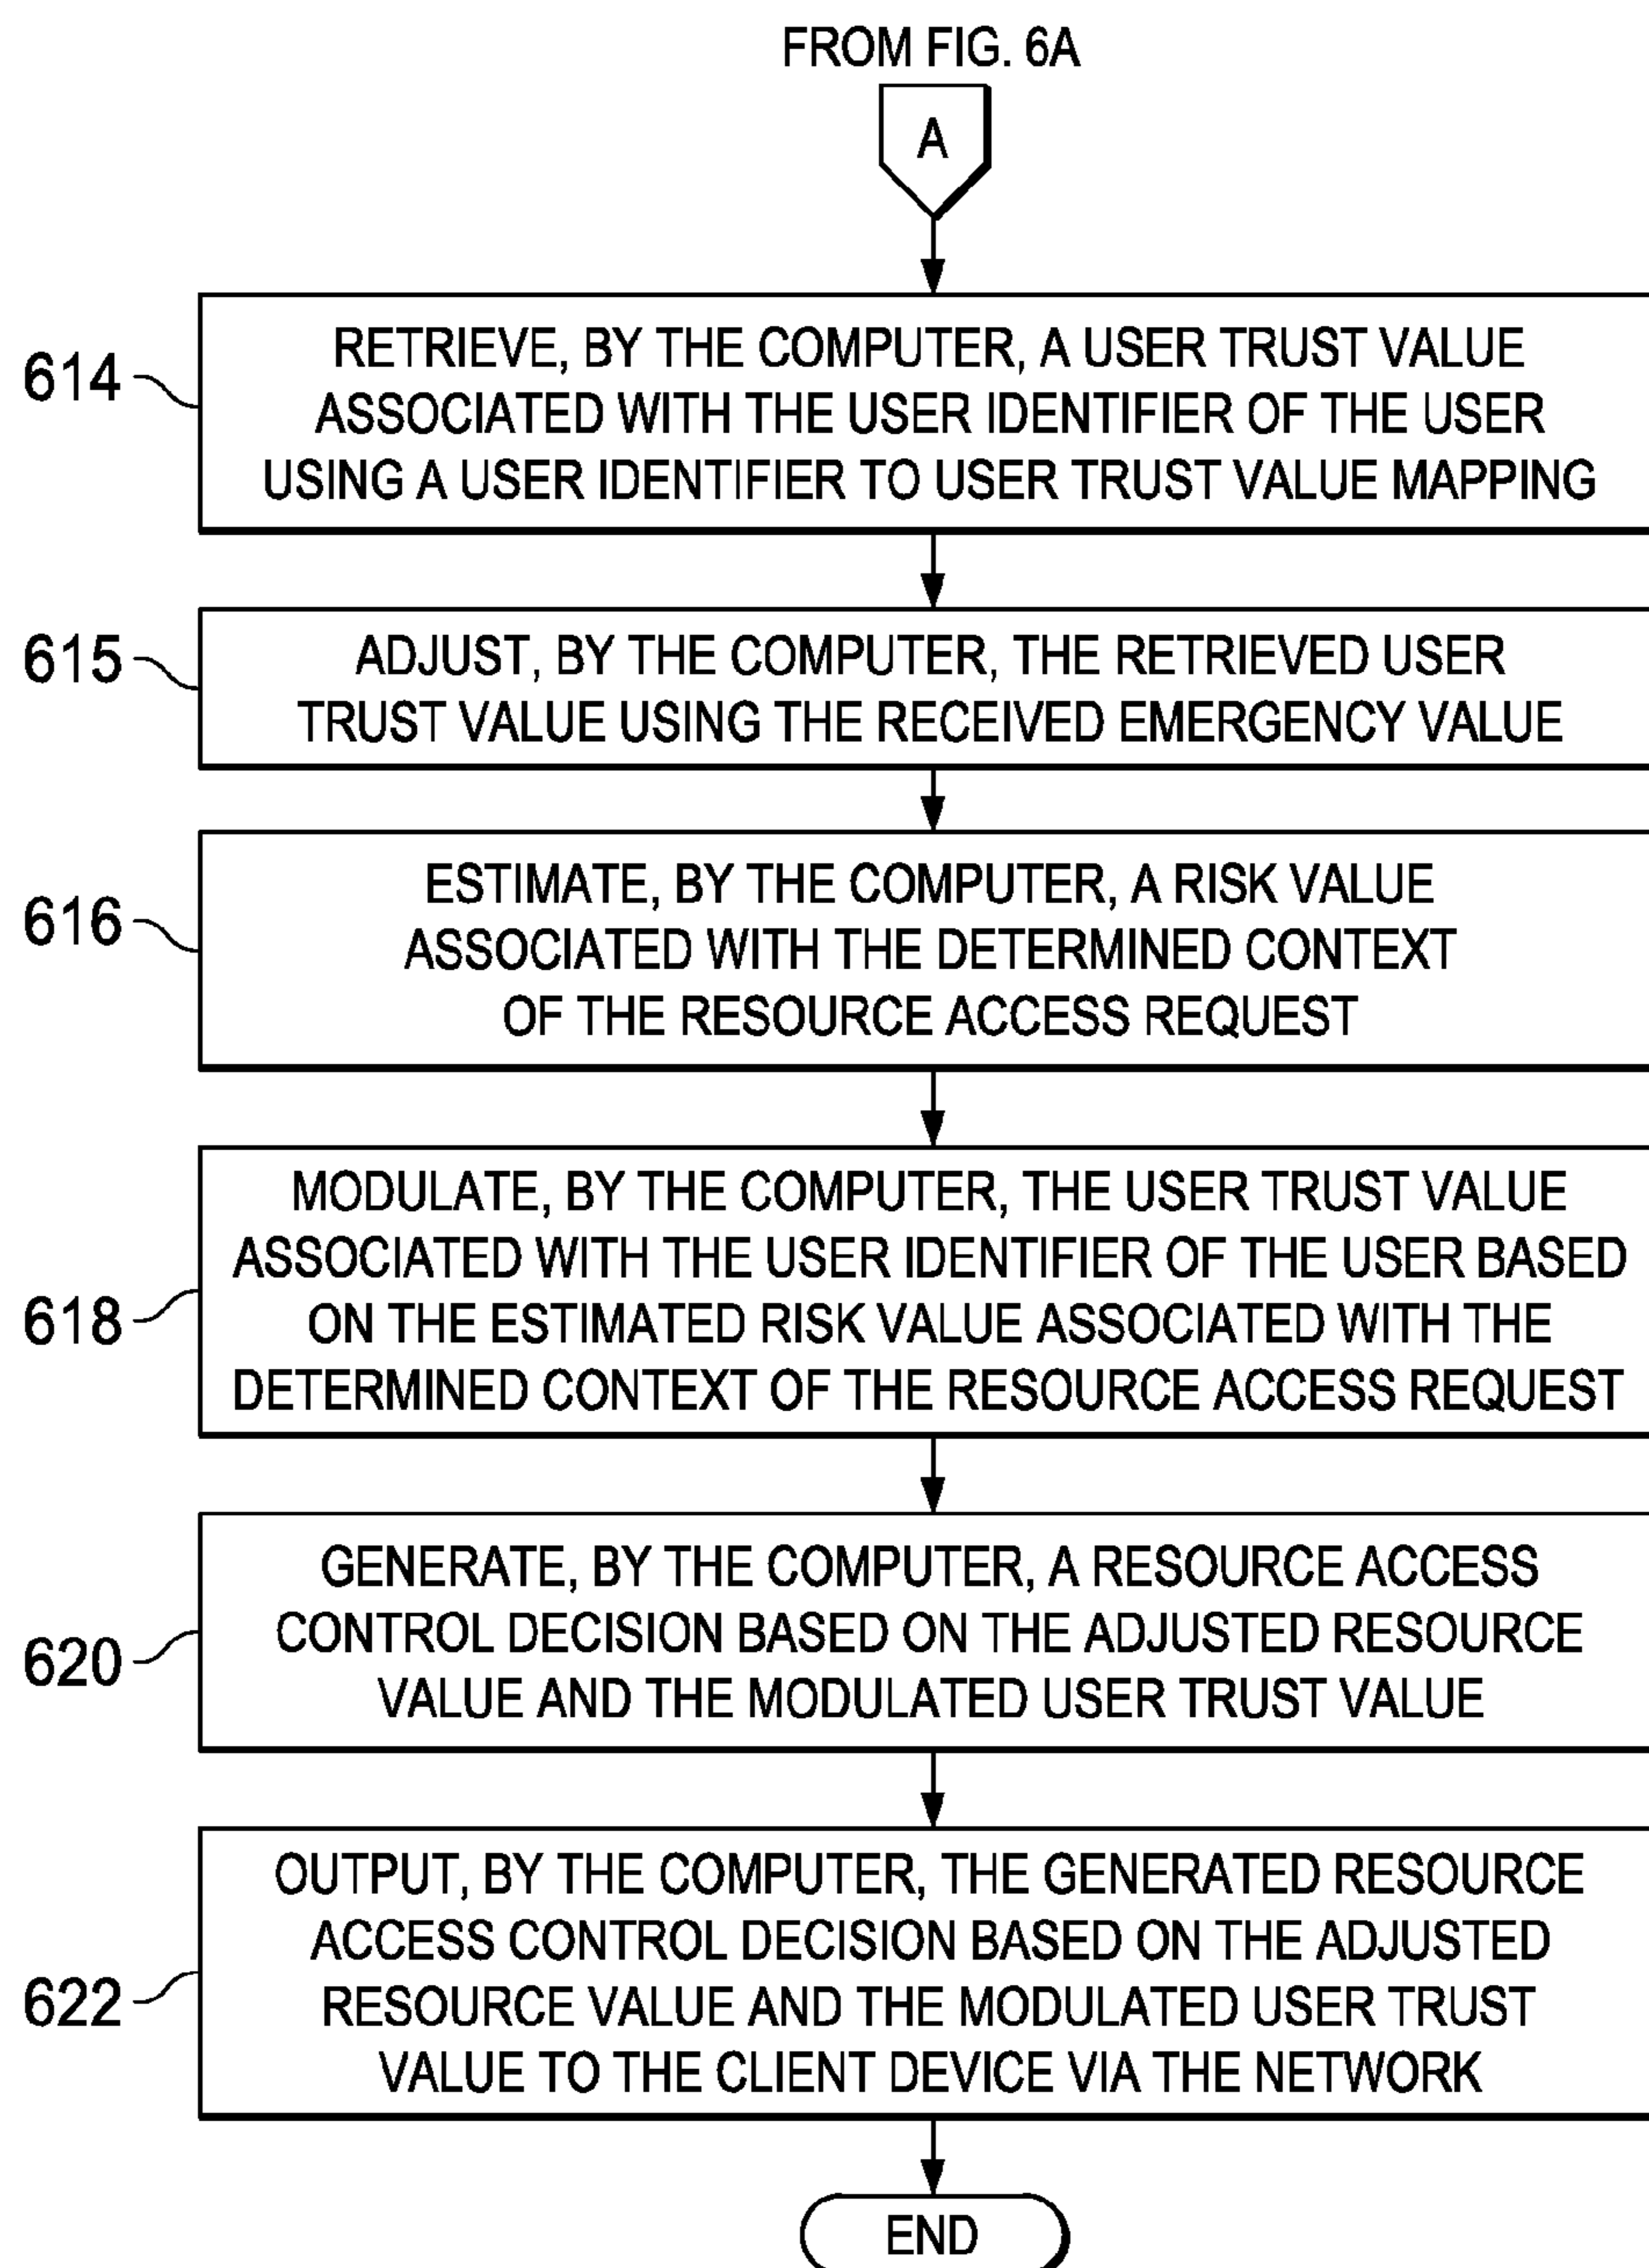 FROM FIG. 6A
A
614
RETRIEVE, BY THE COMPUTER, A USER TRUST VALUE
ASSOCIATED WITH THE USER IDENTIFIER OF THE USER
USING A USER IDENTIFIER TO USER TRUST VALUE MAPPING
615
ADJUST, BY THE COMPUTER, THE RETRIEVED USER
TRUST VALUE USING THE RECEIVED EMERGENCY VALUE
616
ESTIMATE, BY THE COMPUTER, A RISK VALUE
ASSOCIATED WITH THE DETERMINED CONTEXT
OF THE RESOURCE ACCESS REQUEST
618
MODULATE, BY THE COMPUTER, THE USER TRUST VALUE
ASSOCIATED WITH THE USER IDENTIFIER OF THE USER BASED
ON THE ESTIMATED RISK VALUE ASSOCIATED WITH THE
DETERMINED CONTEXT OF THE RESOURCE ACCESS REQUEST
620
GENERATE, BY THE COMPUTER, A RESOURCE ACCESS
CONTROL DECISION BASED ON THE ADJUSTED RESOURCE
VALUE AND THE MODULATED USER TRUST VALUE
622
OUTPUT, BY THE COMPUTER, THE GENERATED RESOURCE
ACCESS CONTROL DECISION BASED ON THE ADJUSTED
RESOURCE VALUE AND THE MODULATED USER TRUST
VALUE TO THE CLIENT DEVICE VIA THE NETWORK
END